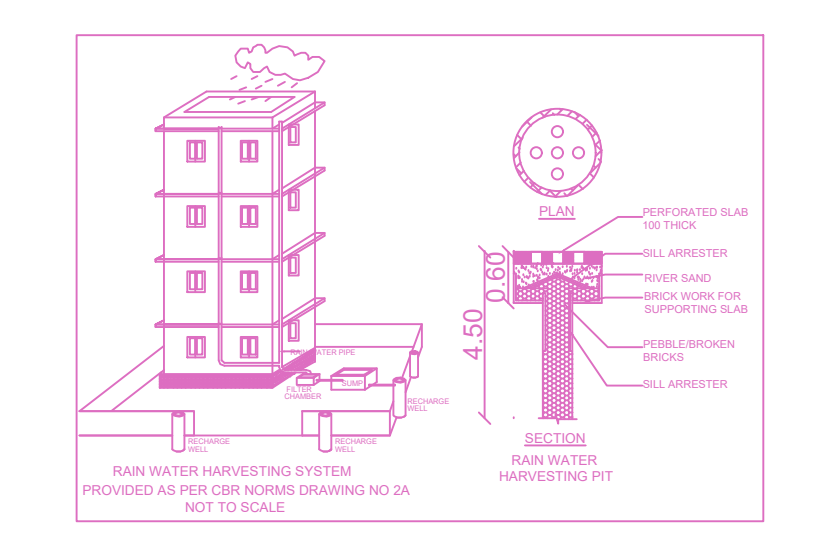 RAIN WATER PIPE
FILTER
CHAMBER
SUMP
RECHARGE
WELL
RECHARGE
WELL
RECHARGE
WELL
RAIN WATER HARVESTING SYSTEM
PROVIDED AS PER CBR NORMS DRAWING NO 2A
NOT TO SCALE
PLAN
PERFORATED SLAB
100 THICK
SILL ARRESTER
RIVER SAND
BRICK WORK FOR
SUPPORTING SLAB
PEBBLE/BROKEN
BRICKS
SILL ARRESTER
0.60
4.50
SECTION
RAIN WATER
HARVESTING PIT